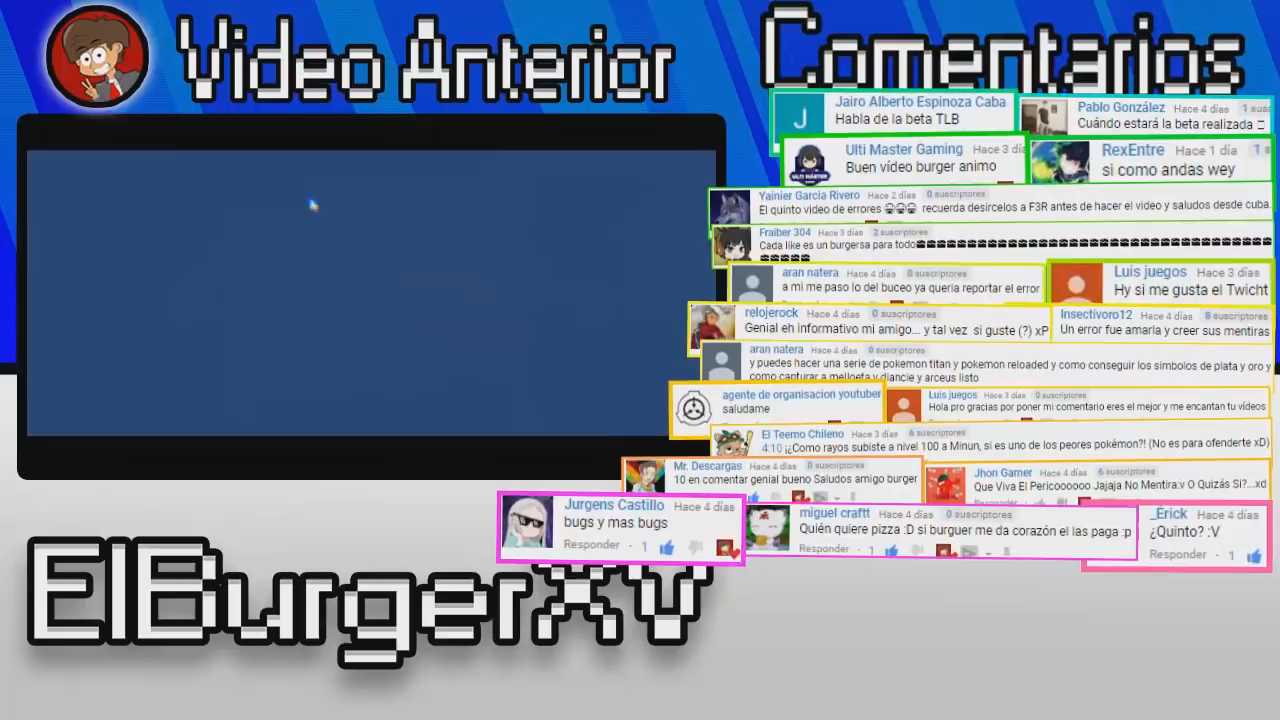 Video Anterior
Comentarios
Jairo Alberto Espinoza Caba
Habla de la beta TLB
Pablo González Hace 4 días
Cuándo estará la beta realizada
Ulti Master Gaming Hace 3 día
Buen vídeo burger animo
RexEntre Hace 1 día
si como andas wey
Yainier Garcia Rivero Hace 2 días 0 suscriptores
El quinto video de errores recuerda desircelos a F3R antes de hacer el video y saludos desde cuba.
Fraiber 304 Hace 3 días 2 suscriptores
Cada like es un burgersa para todo
aran natera Hace 4 días 0 suscriptores
a mi me paso lo del buceo ya queria reportar el error
Luis juegos Hace 3 días
Hy si me gusta el Twicht
relojerock Hace 4 días 0 suscriptores
Genial eh informativo mi amigo... y tal vez si guste (?) xP
Insectivoro12 Hace 4 días 8 suscriptores
Un error fue amarla y creer sus mentiras
aran natera Hace 4 días 0 suscriptores
y puedes hacer una serie de pokemon titan y pokemon reloaded y como conseguir los simbolos de plata y oro y
como capturar a melloeta y diancie y arceus listo
agente de organisacion youtuber
saludame
Luis juegos Hace 3 días 0 suscriptores
Hola pro gracias por poner mi comentario eres el mejor y me encantan tu vídeos
El Teemo Chileno Hace 3 días 6 suscriptores
4:10 ¡¿Como rayos subiste a nivel 100 a Minun, si es uno de los peores pokémon?! (No es para ofenderte xD)
Mr. Descargas Hace 4 días 0 suscriptores
10 en comentar genial bueno Saludos amigo burger
Jhon Gamer Hace 4 días 6 suscriptores
Que Viva El Pericoooooo Jajaja No Mentira:v O Quizás SI?...xd
Jurgens Castillo Hace 4 días
bugs y mas bugs
Responder · 1
miguel craftt Hace 4 días 0 suscriptores
Quién quiere pizza :D si burguer me da corazón el las paga :p
Responder · 1
_Erick Hace 4 días
¿Quinto? :V
Responder · 1
ElBurgerXV